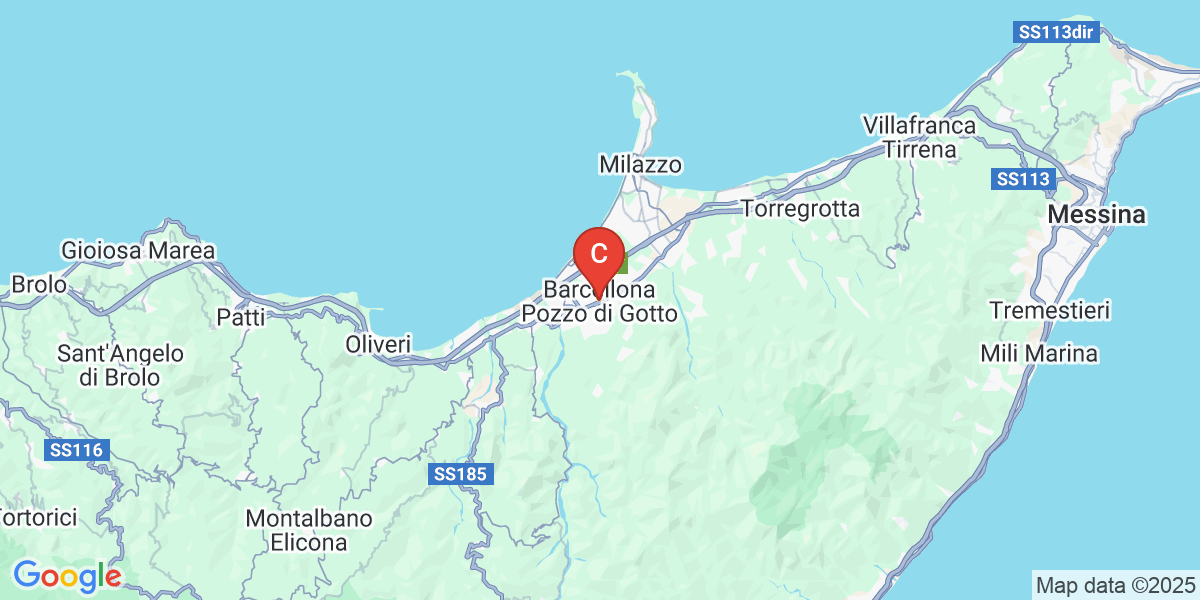 SS113dir
Villafranca
Tirrena
Milazzo
SS113
Torregrotta
Messina
Gioiosa Marea
C
Brolo
Barcellona
Pozzo di Gotto
Patti
Tremestieri
Oliveri
Sant'Angelo
di Brolo
Mili Marina
SS116
SS185
Tortorici
Montalbano
Elicona
Google
Map data ©2025